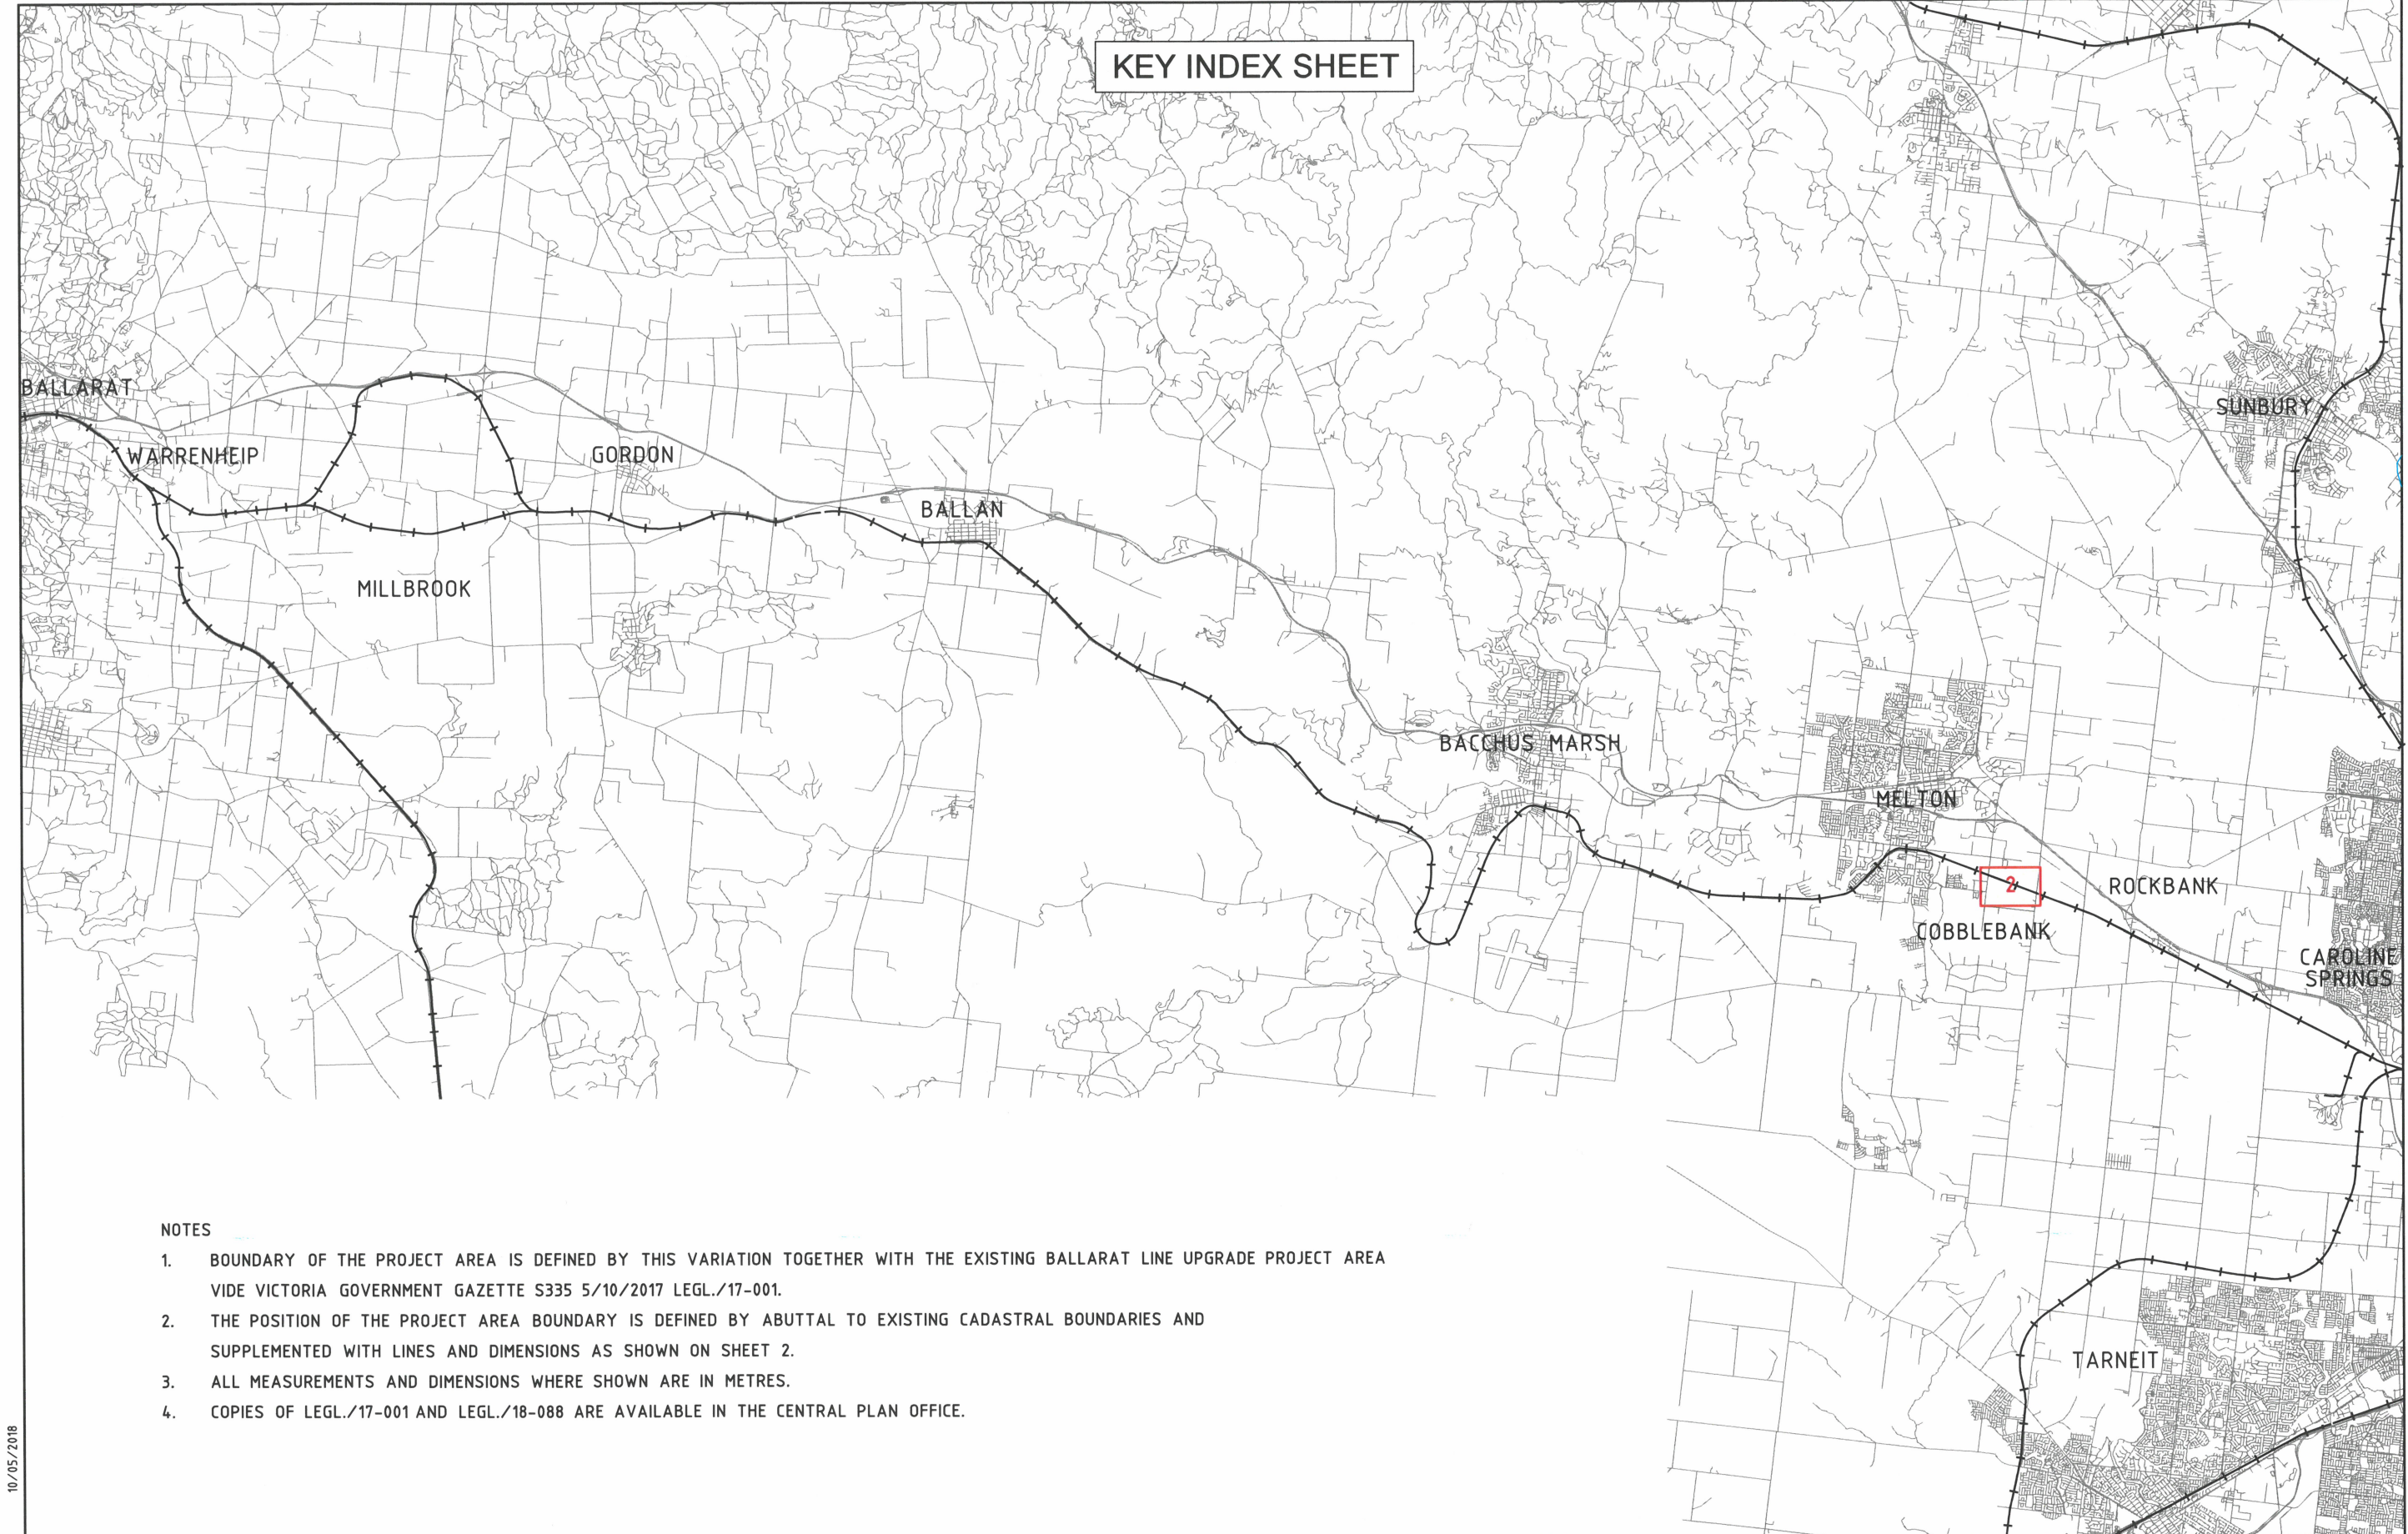 KEY INDEX SHEET
BALLARAT
SUNBURY
WARRENHEIP
GORDON
BALLAN
MILLBROOK
BACCHUS MARSH
MELTON
2
ROCKBANK
COBBLEBANK
CAROLINE
SPRINGS
TARNEIT
NOTES
1. BOUNDARY OF THE PROJECT AREA IS DEFINED BY THIS VARIATION TOGETHER WITH THE EXISTING BALLARAT LINE UPGRADE PROJECT AREA
VIDE VICTORIA GOVERNMENT GAZETTE S335 5/10/2017 LEGL./17-001.
2. THE POSITION OF THE PROJECT AREA BOUNDARY IS DEFINED BY ABUTTAL TO EXISTING CADASTRAL BOUNDARIES AND
SUPPLEMENTED WITH LINES AND DIMENSIONS AS SHOWN ON SHEET 2.
3. ALL MEASUREMENTS AND DIMENSIONS WHERE SHOWN ARE IN METRES.
4. COPIES OF LEGL./17-001 AND LEGL./18-088 ARE AVAILABLE IN THE CENTRAL PLAN OFFICE.
10/05/2018